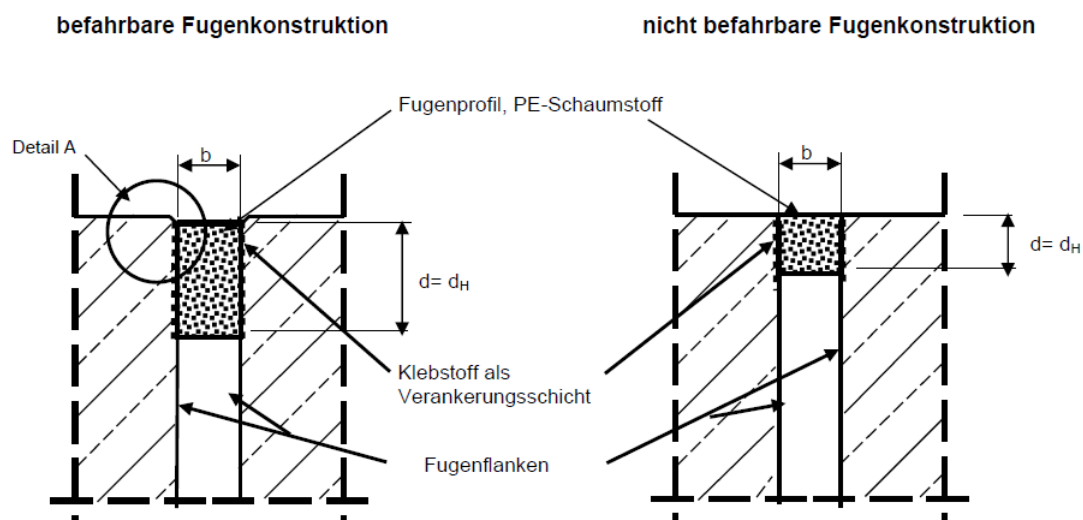 befahrbare Fugenkonstruktion
nicht befahrbare Fugenkonstruktion
Fugenprofil, PE-Schaumstoff
Detail A
b
b
d= dH
d= dH
Klebstoff als
Verankerungsschicht
Fugenflanken